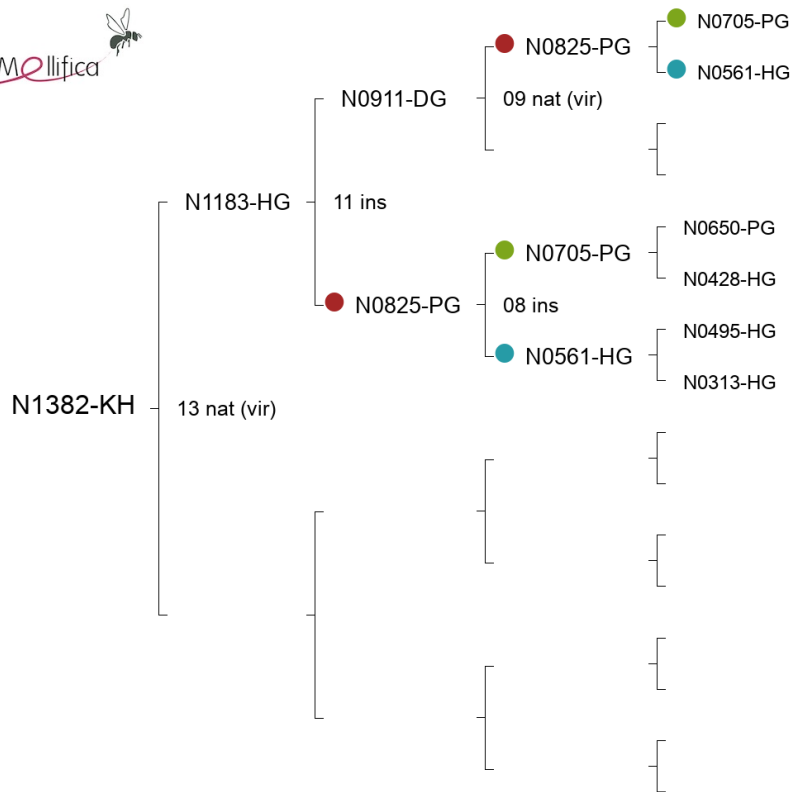 Mellifica
N0705-PG
N0825-PG
N0561-HG
N0911-DG
09 nat (vir)
N1183-HG
11 ins
N0650-PG
N0705-PG
N0428-HG
N0825-PG
08 ins
N0495-HG
N0561-HG
N0313-HG
N1382-KH
13 nat (vir)